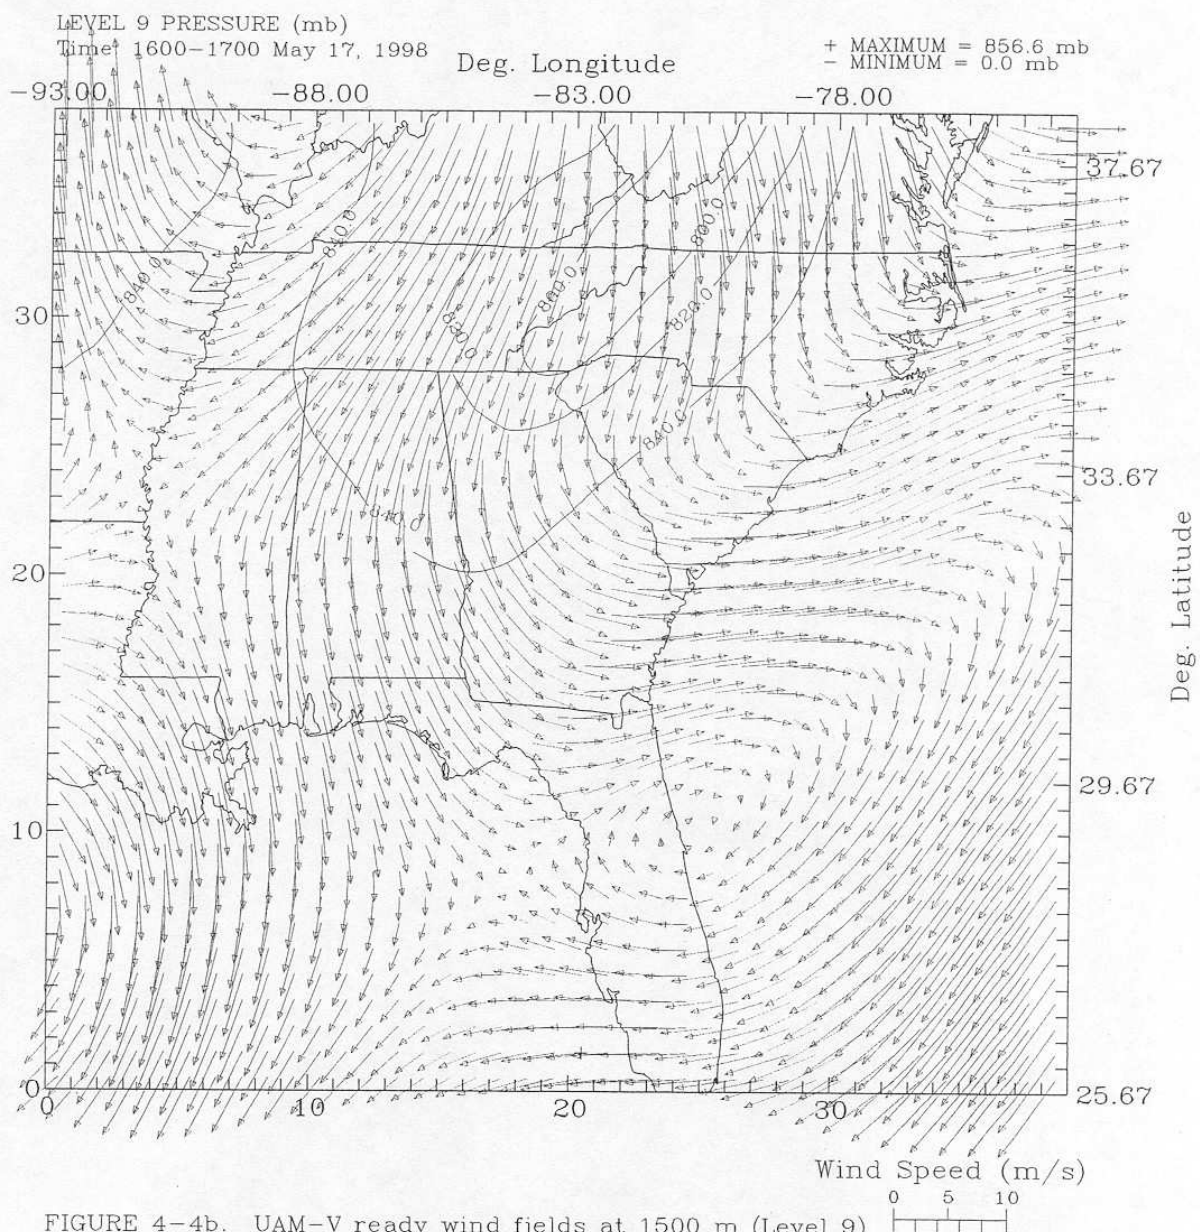 LEVEL 9 PRESSURE (mb)
Time: 1600-1700 May 17, 1998
+ MAXIMUM = 856.6 mb
- MINIMUM = 0.0 mb
Deg. Longitude
-93.00 -88.00 -83.00 -78.00
37.67
840.0
800.0
840.0
800.0
820.0
820.0
30
840.0
33.67
840.0
20
Deg. Latitude
29.67
10
0
25.67
0 10 20 30
Wind Speed (m/s)
0 5 10
FIGURE 4-4b. UAM-V ready wind fields at 1500 m (Level 9)